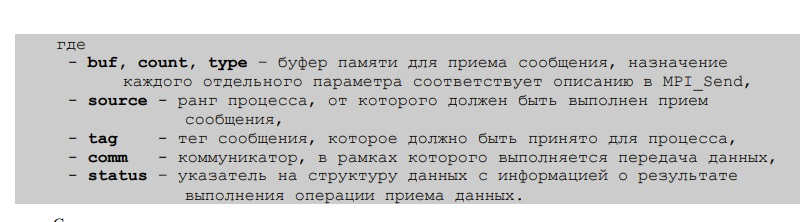 где
- buf, count, type – буфер памяти для приема сообщения, назначение
каждого отдельного параметра соответствует описанию в MPI_Send,
- source – ранг процесса, от которого должен быть выполнен прием
сообщения,
- tag – тег сообщения, которое должно быть принято для процесса,
- comm – коммуникатор, в рамках которого выполняется передача данных,
- status – указатель на структуру данных с информацией о результате
выполнения операции приема данных.